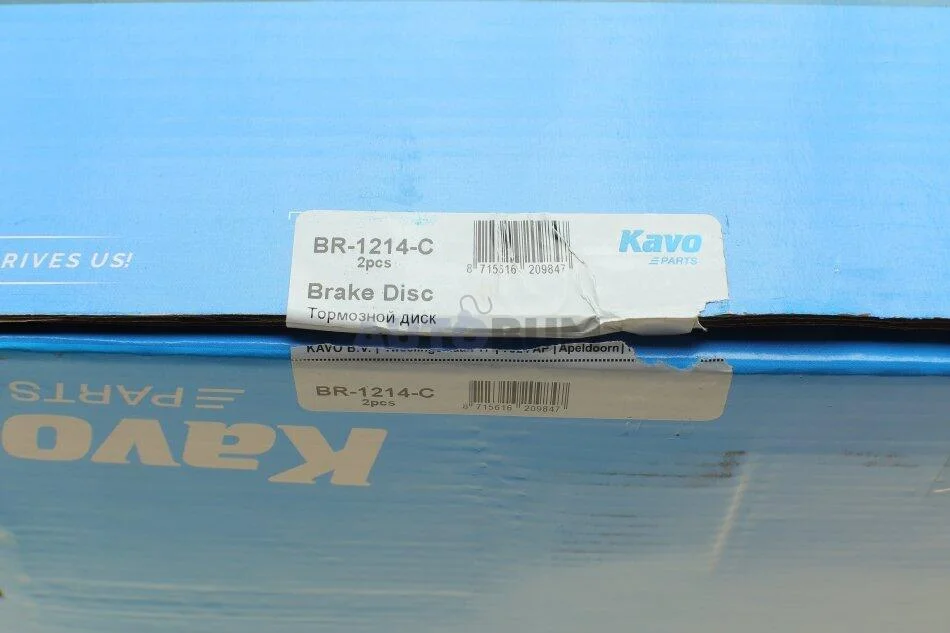 RIVES US!
BR-1214-C
2pcs
8 715616 209847
Kavo
PARTS
Brake Disc
Тормозной диск
KAVO B.V. | 7327AP | Apeldoorn |
BR-1214-C
2pcs
8 715616 209847
PARTS
Kavo